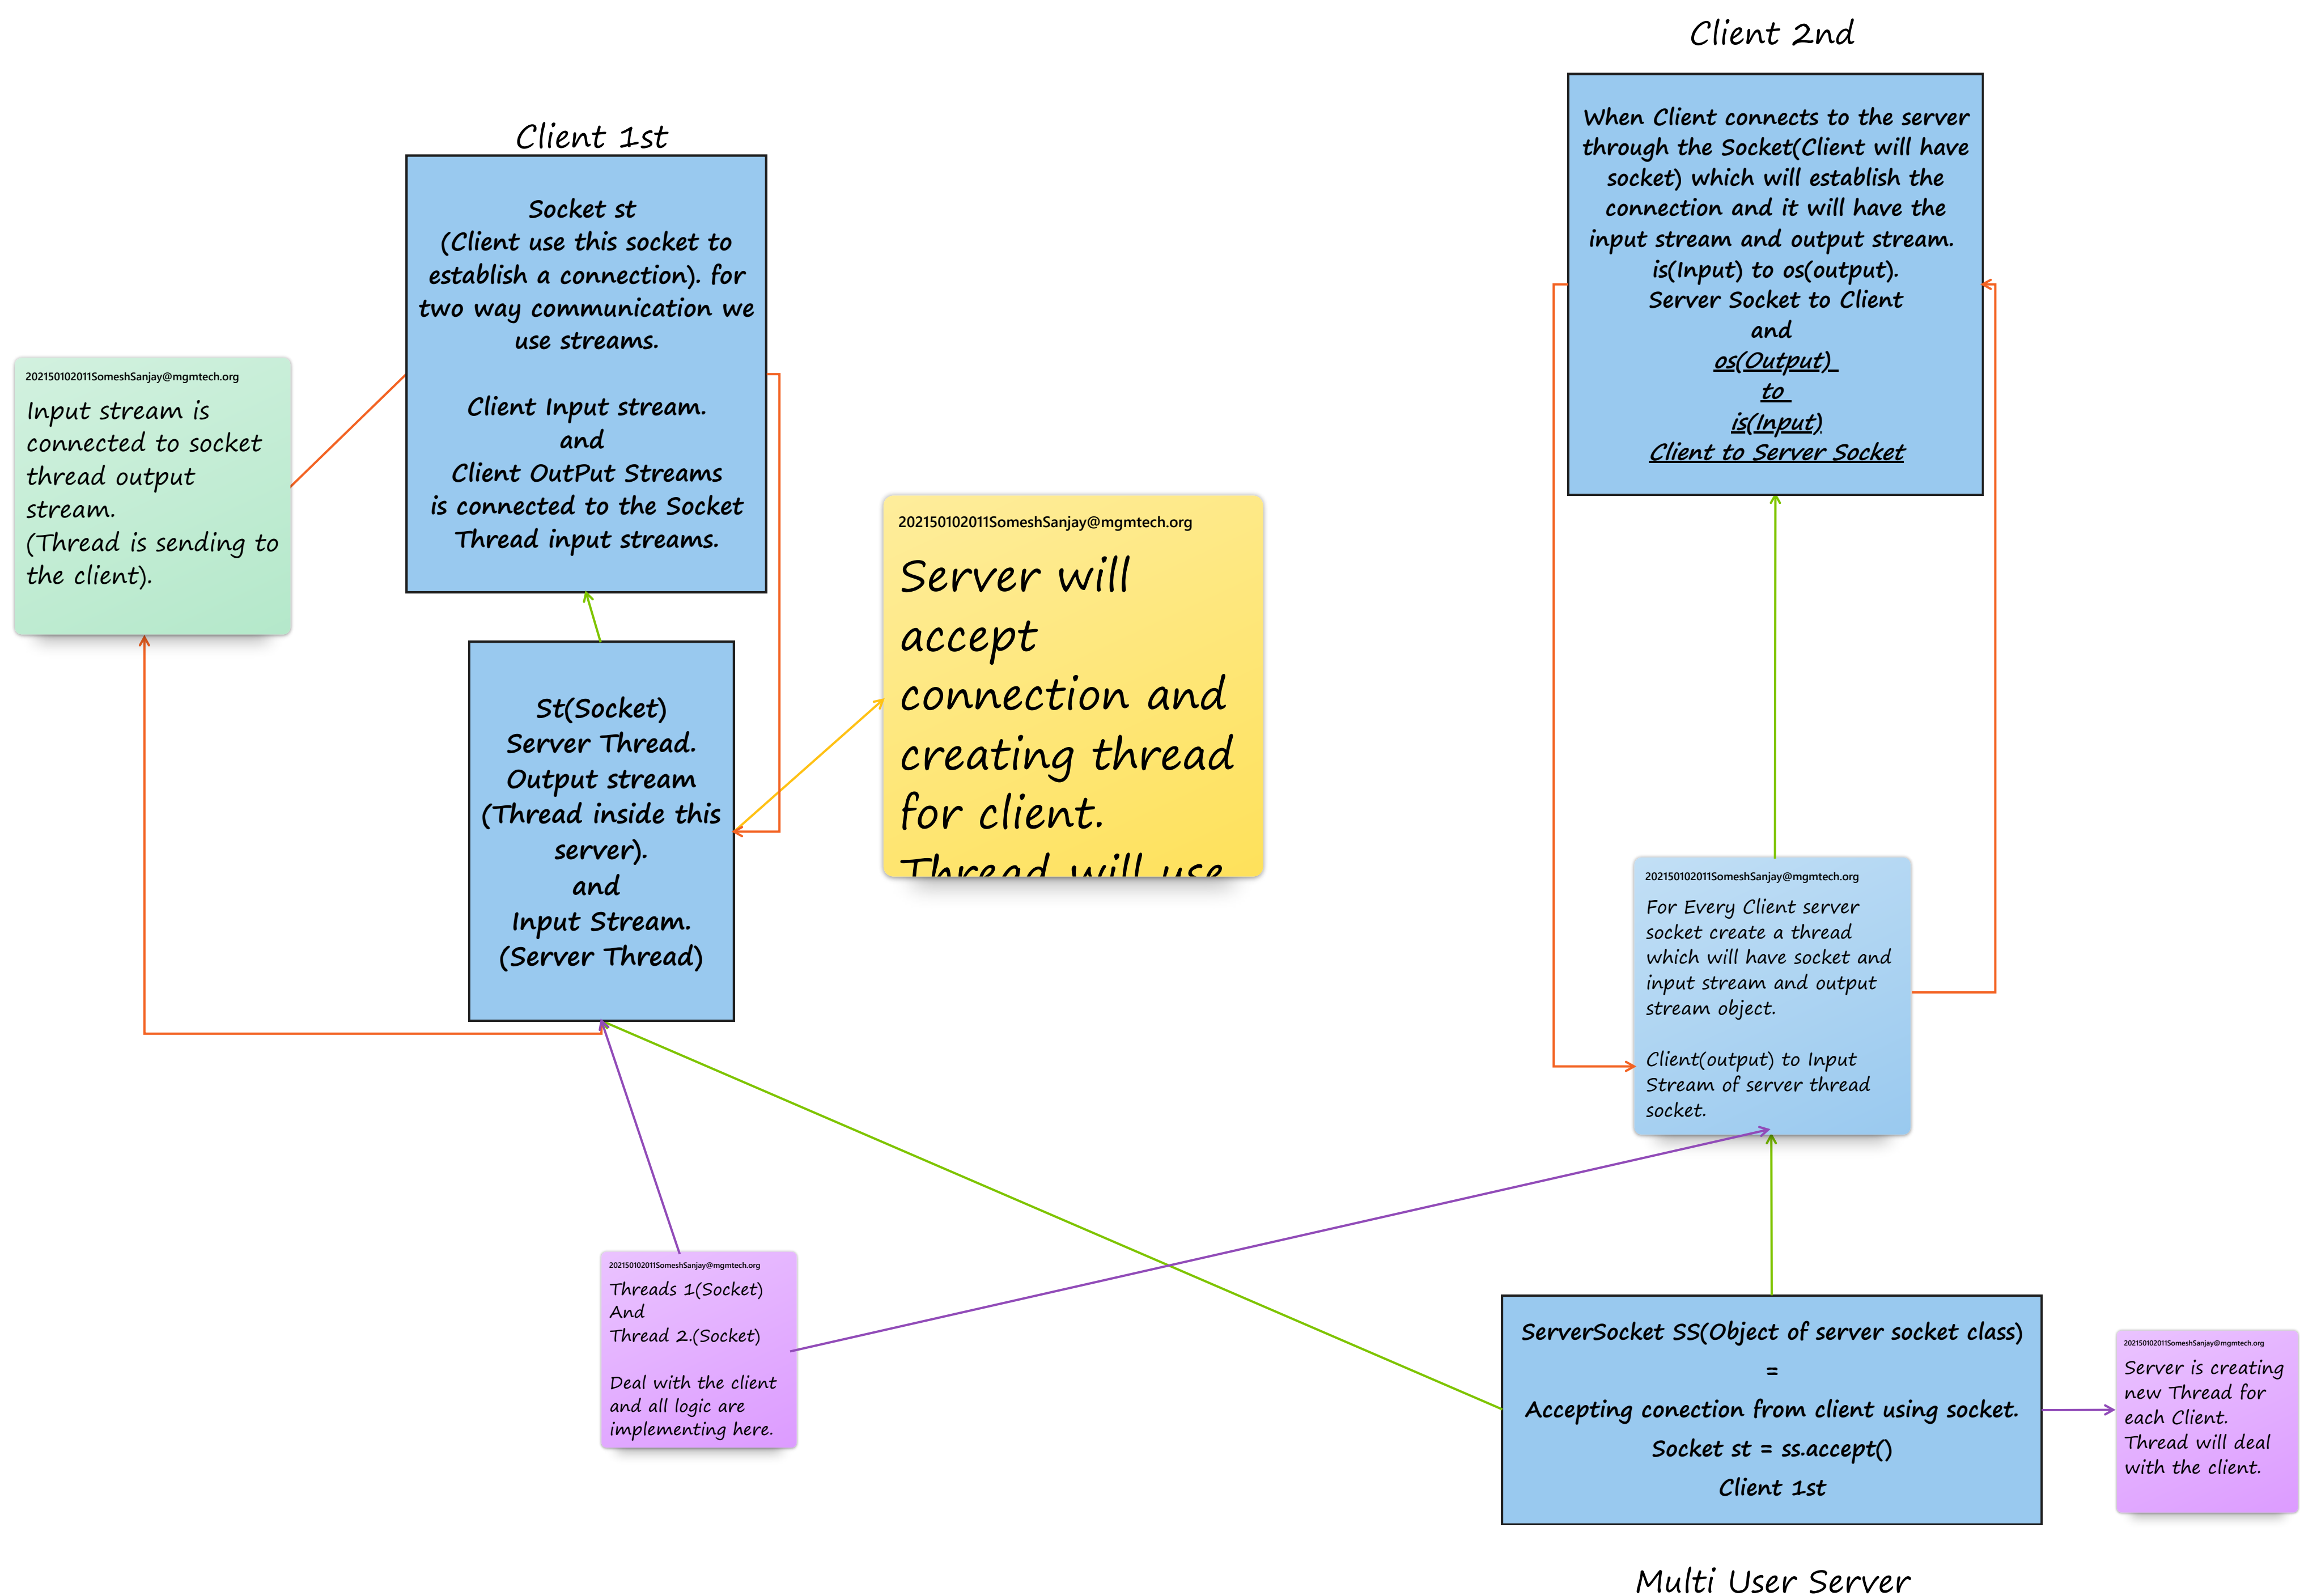 Client 2nd
When Client connects to the server
through the Socket(Client will have
socket) which will establish the
connection and it will have the
input stream and output stream.
is(Input) to os(output).
Server Socket to Client
and
os(Output)
to
is(Input)
Client to Server Socket
Client 1st
Socket st
(Client use this socket to
establish a connection). for
two way communication we
use streams.
Client Input stream.
and
Client OutPut Streams
is connected to the Socket
Thread input streams.
202150102011SomeshSanjay@mgmtech.org
Input stream is
connected to socket
thread output
stream.
(Thread is sending to
the client).
202150102011SomeshSanjay@mgmtech.org
Server will
accept
connection and
creating thread
for client.
Thread will use
St(Socket)
Server Thread.
Output stream
(Thread inside this
server).
and
Input Stream.
(Server Thread)
202150102011SomeshSanjay@mgmtech.org
For Every Client server
socket create a thread
which will have socket and
input stream and output
stream object.
Client(output) to Input
Stream of server thread
socket.
202150102011SomeshSanjay@mgmtech.org
Threads 1(Socket)
And
Thread 2.(Socket)
Deal with the client
and all logic are
implementing here.
ServerSocket SS(Object of server socket class)
=
Accepting conection from client using socket.
Socket st = ss.accept()
Client 1st
202150102011SomeshSanjay@mgmtech.org
Server is creating
new Thread for
each Client.
Thread will deal
with the client.
Multi User Server